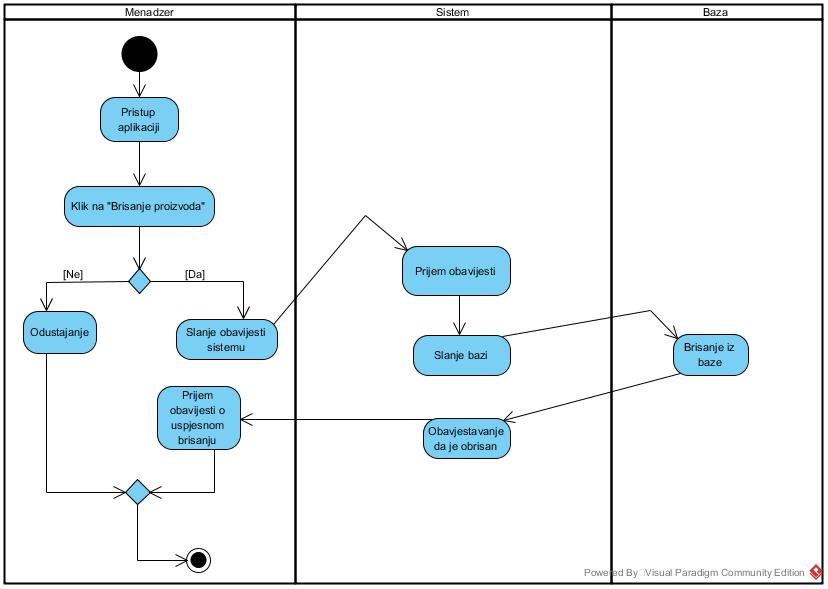 Menadzer
Sistem
Baza
Pristup
aplikaciji
Klik na "Brisanje proizvoda"
[Ne]
[Da]
Odustajanje
Slanje obavijesti
sistemu
Prijem obavijesti
Slanje bazi
Brisanje iz
baze
Prijem
obavijesti o
uspjesnom
brisanju
Obavjestavanje
da je obrisan
Powered By Visual Paradigm Community Edition